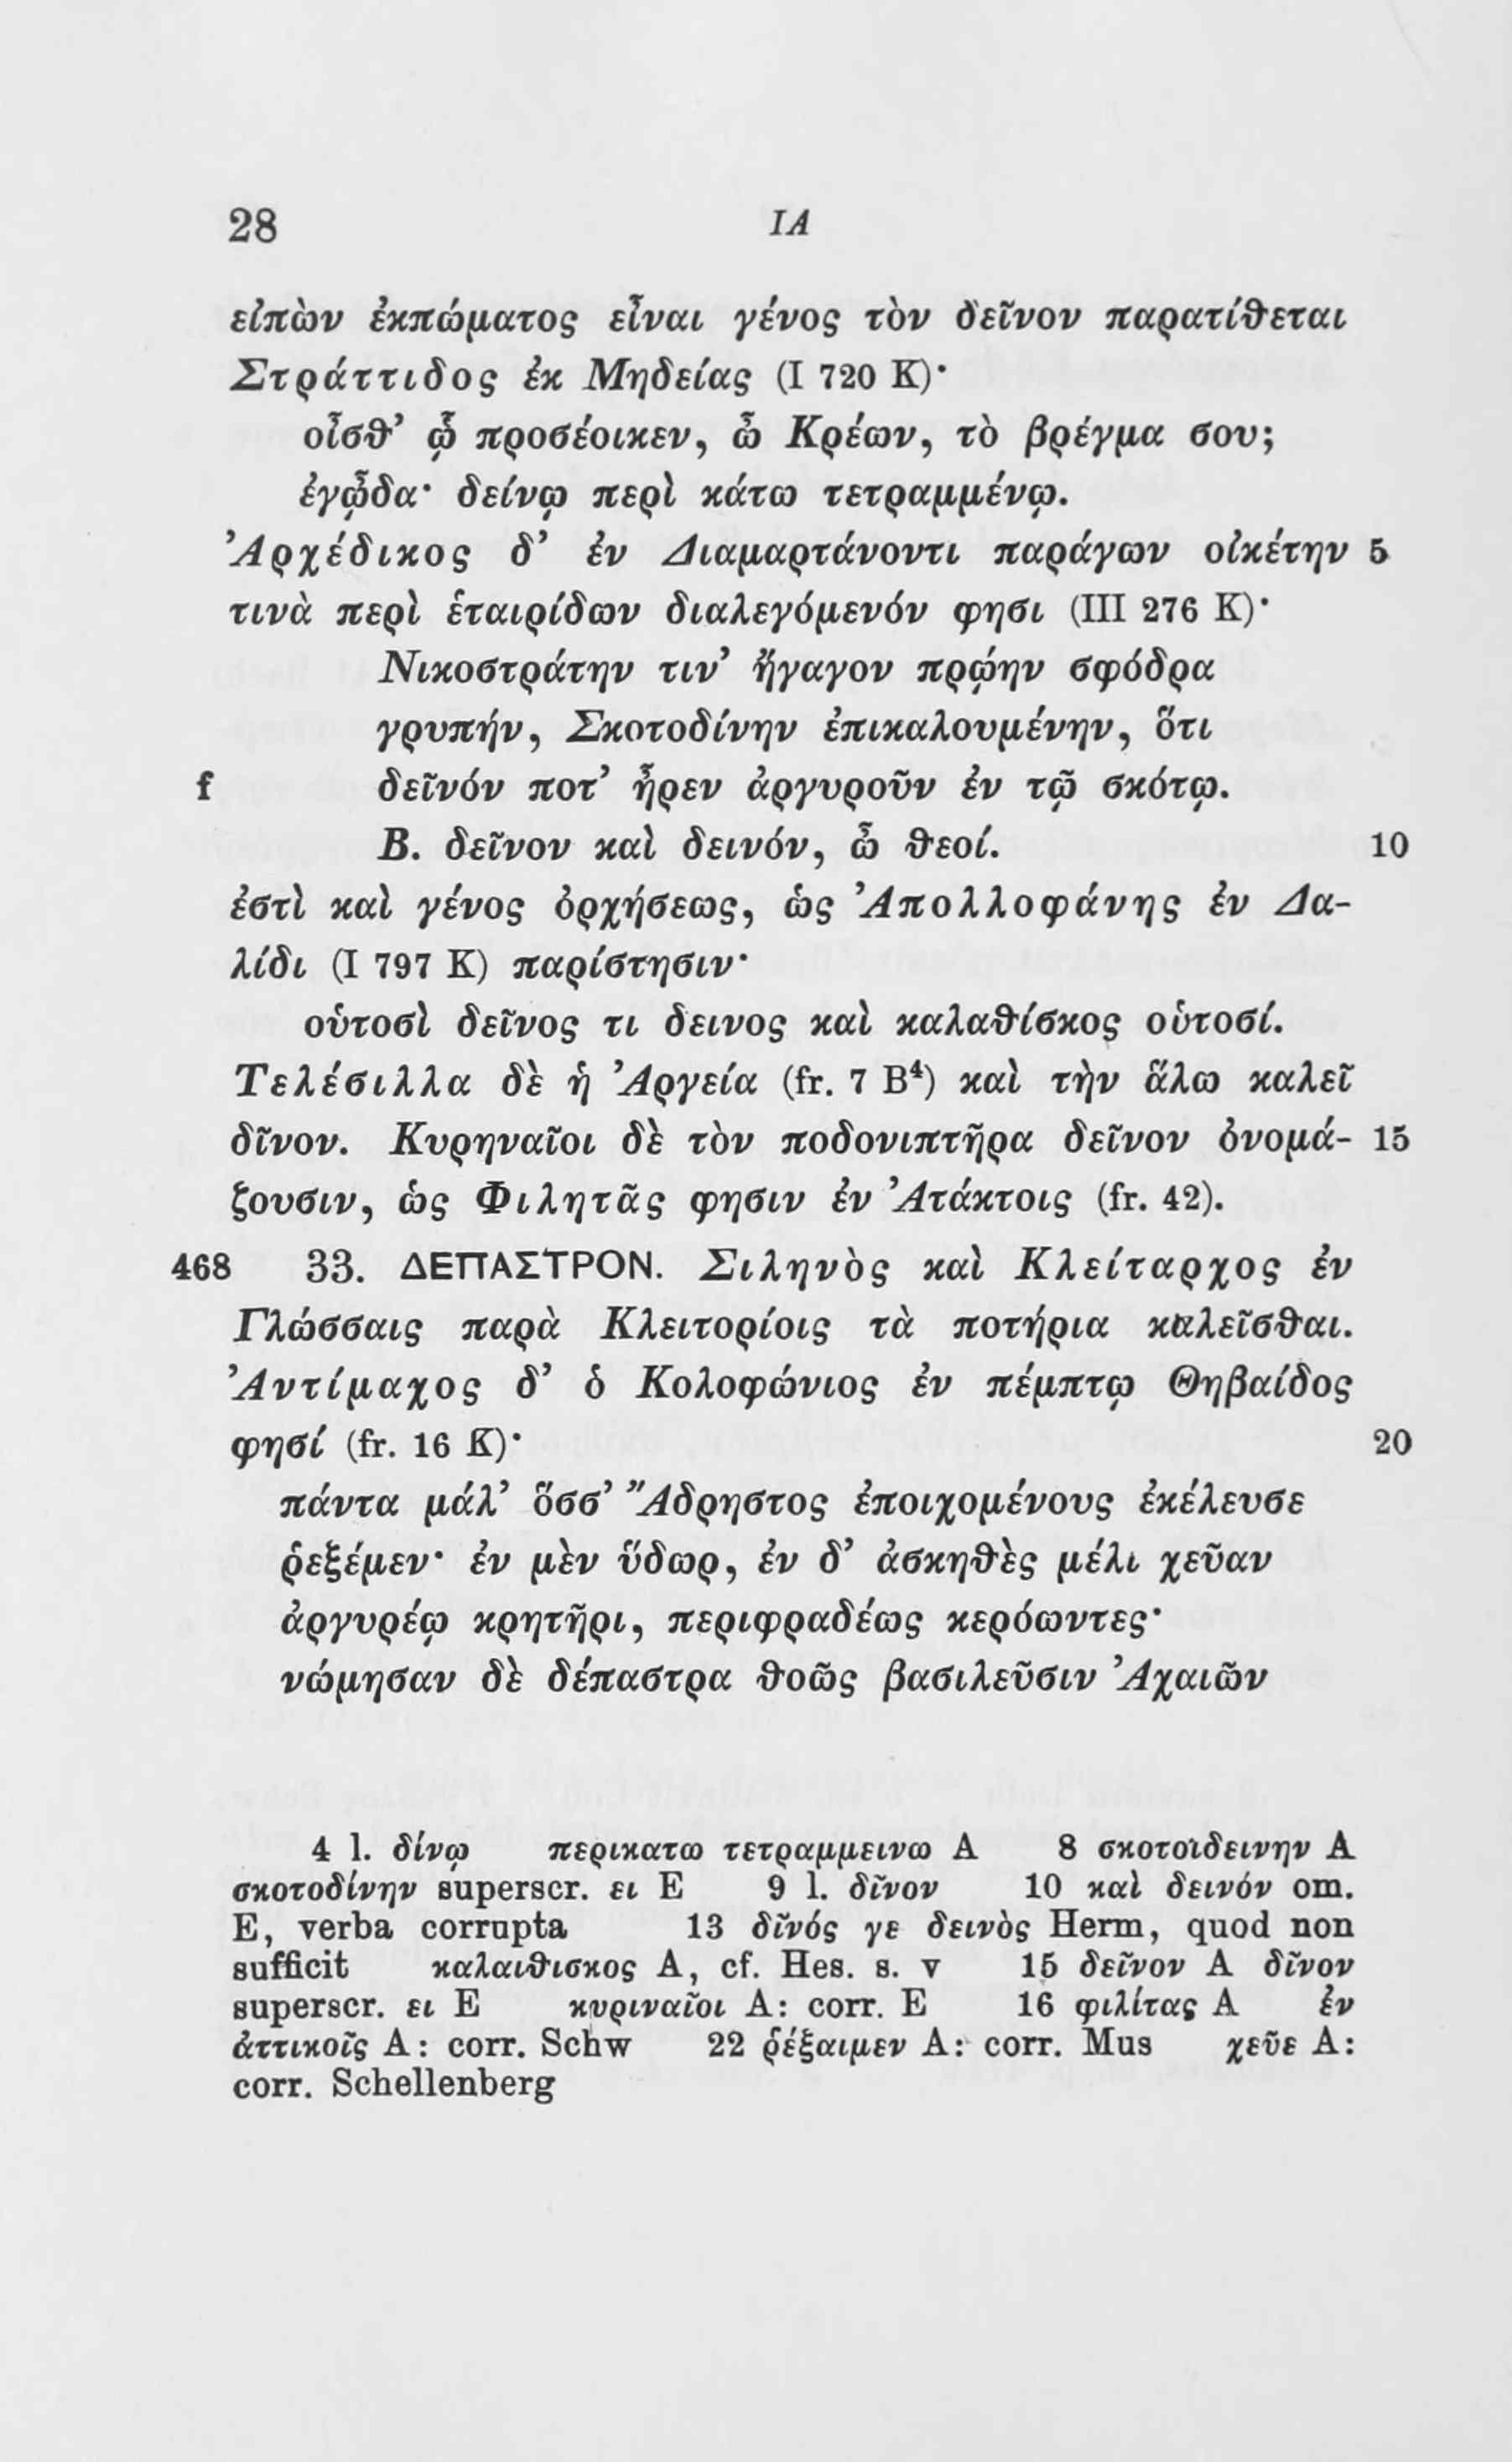 28 ΙΑ
εἰπὼν ἐκπώματος εἶναι γένος τὸν δεῖνον παρατίθεται
Στράττιδος ἐκ Μηδείας (I 720 K)·
οἶσθ’ ᾧ προσέοικεν, ὦ Κρέων, τὸ βρέγμα σου;
ἐγᾦδα· δείνῳ περὶ κάτω τετραμμένῳ.
Ἀρχέδικος δ’ ἐν Διαμαρτάνοντι παράγων οἰκέτην 5
τινὰ περὶ ἑταιρίδων διαλεγόμενόν φησι (III 276 K)·
Νικοστράτην τιν’ ἤγαγον πρῴην σφόδρα
γρυπήν, Σκοτοδίνην ἐπικαλουμένην, ὅτι
f δεῖνόν ποτ’ ἦρεν ἀργυροῦν ἐν τῷ σκότῳ.
Β. δεῖνον καὶ δεινόν, ὦ θεοί. 10
ἐστὶ καὶ γένος ὀρχήσεως, ὡς Ἀπολλοφάνης ἐν Δα-
λίδι (I 797 K) παρίστησιν·
οὑτοσὶ δεῖνος τι δεινος καὶ καλαθίσκος οὑτοσί.
Τελέσιλλα δὲ ἡ Ἀργεία (fr. 7 B⁴) καὶ τὴν ἅλω καλεῖ
δῖνον. Κυρηναῖοι δὲ τὸν ποδονιπτῆρα δεῖνον ὀνομά- 15
ζουσιν, ὡς Φιλητᾶς φησιν ἐν Ἀτάκτοις (fr. 42).
468 33. ΔΕΠΑΣΤΡΟΝ. Σιληνὸς καὶ Κλείταρχος ἐν
Γλώσσαις παρὰ Κλειτορίοις τὰ ποτήρια καλεῖσθαι.
Ἀντίμαχος δ’ ὁ Κολοφώνιος ἐν πέμπτῳ Θηβαίδος
φησί (fr. 16 K)· 20
πάντα μάλ’ ὅσσ’ Ἄδρηστος ἐποιχομένους ἐκέλευσε
ῥεξέμεν· ἐν μὲν ὕδωρ, ἐν δ’ ἀσκηθὲς μέλι χεῦαν
ἀργυρέῳ κρητῆρι, περιφραδέως κερόωντες·
νώμησαν δὲ δέπαστρα θοῶς βασιλεῦσιν Ἀχαιῶν
4 l. δίνῳ περικατω τετραμμεινω A 8 σκοτοιδεινην A
σκοτοδίνην superscr. ει E 9 l. δῖνον 10 καὶ δεινόν om.
E, verba corrupta 13 δῖνός γε δεινὸς Herm, quod non
sufficit καλαιθισκος A, cf. Hes. s. v 15 δεῖνον A δῖνον
superscr. ει E κυριναῖοι A: corr. E 16 φιλίτας A ἐν
ἀττικοῖς A: corr. Schw 22 ῥέξαιμεν A: corr. Mus χεῦε A:
corr. Schellenberg